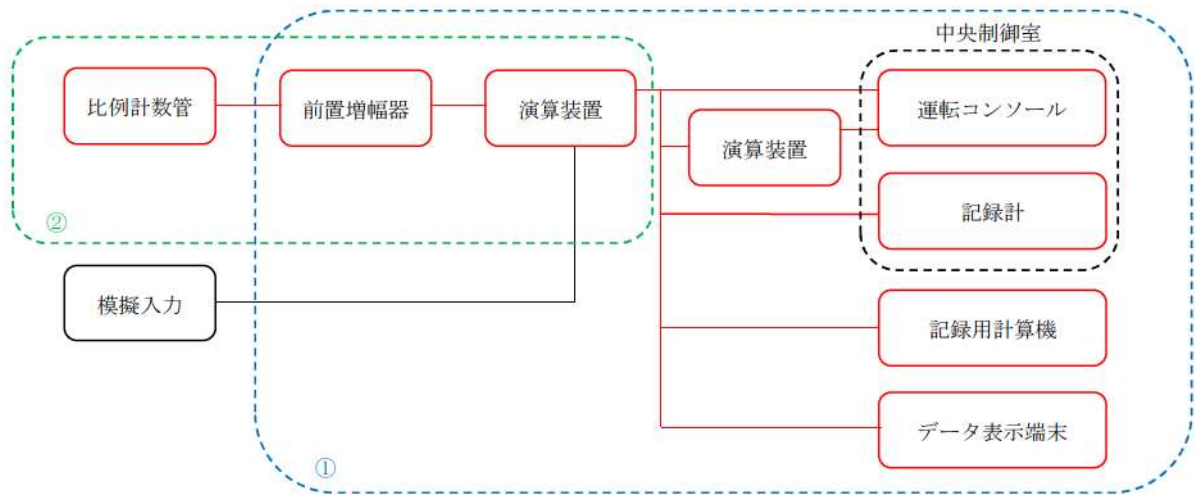 中央制御室
比例計数管
前置増幅器
演算装置
演算装置
運転コンソール
記録計
②
模擬入力
記録用計算機
データ表示端末
①